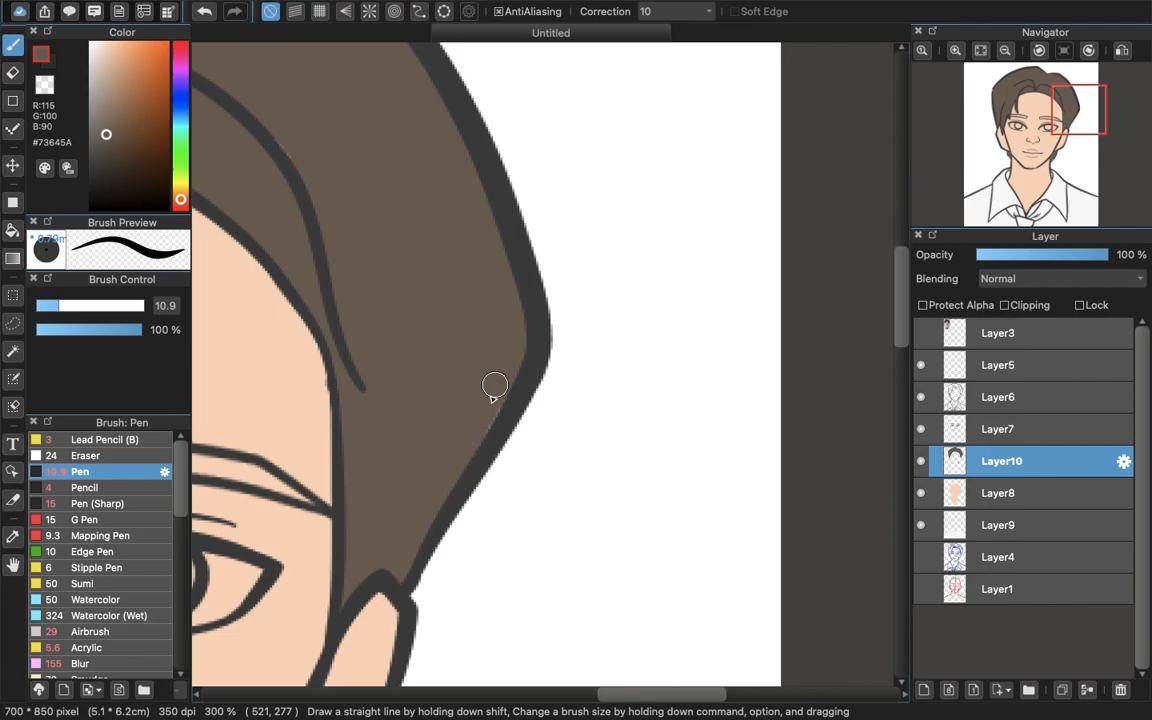 AntiAliasing Correction 10 Soft Edge
Untitled
Color
R:115
G:100
B:90
#73645A
Brush Preview
Brush Control
10.9
100 %
Brush: Pen
3 Lead Pencil (B)
24 Eraser
10.9 Pen
4 Pencil
15 Pen (Sharp)
15 G Pen
9.3 Mapping Pen
10 Edge Pen
6 Stipple Pen
50 Sumi
50 Watercolor
324 Watercolor (Wet)
29 Airbrush
5.6 Acrylic
155 Blur
Navigator
Layer
Opacity 100 %
Blending Normal
Protect Alpha Clipping Lock
Layer3
Layer5
Layer6
Layer7
Layer10
Layer8
Layer9
Layer4
Layer1
700 * 850 pixel (5.1 * 6.2cm) 350 dpi 300 % ( 521, 277 ) Draw a straight line by holding down shift, Change a brush size by holding down command, option, and dragging